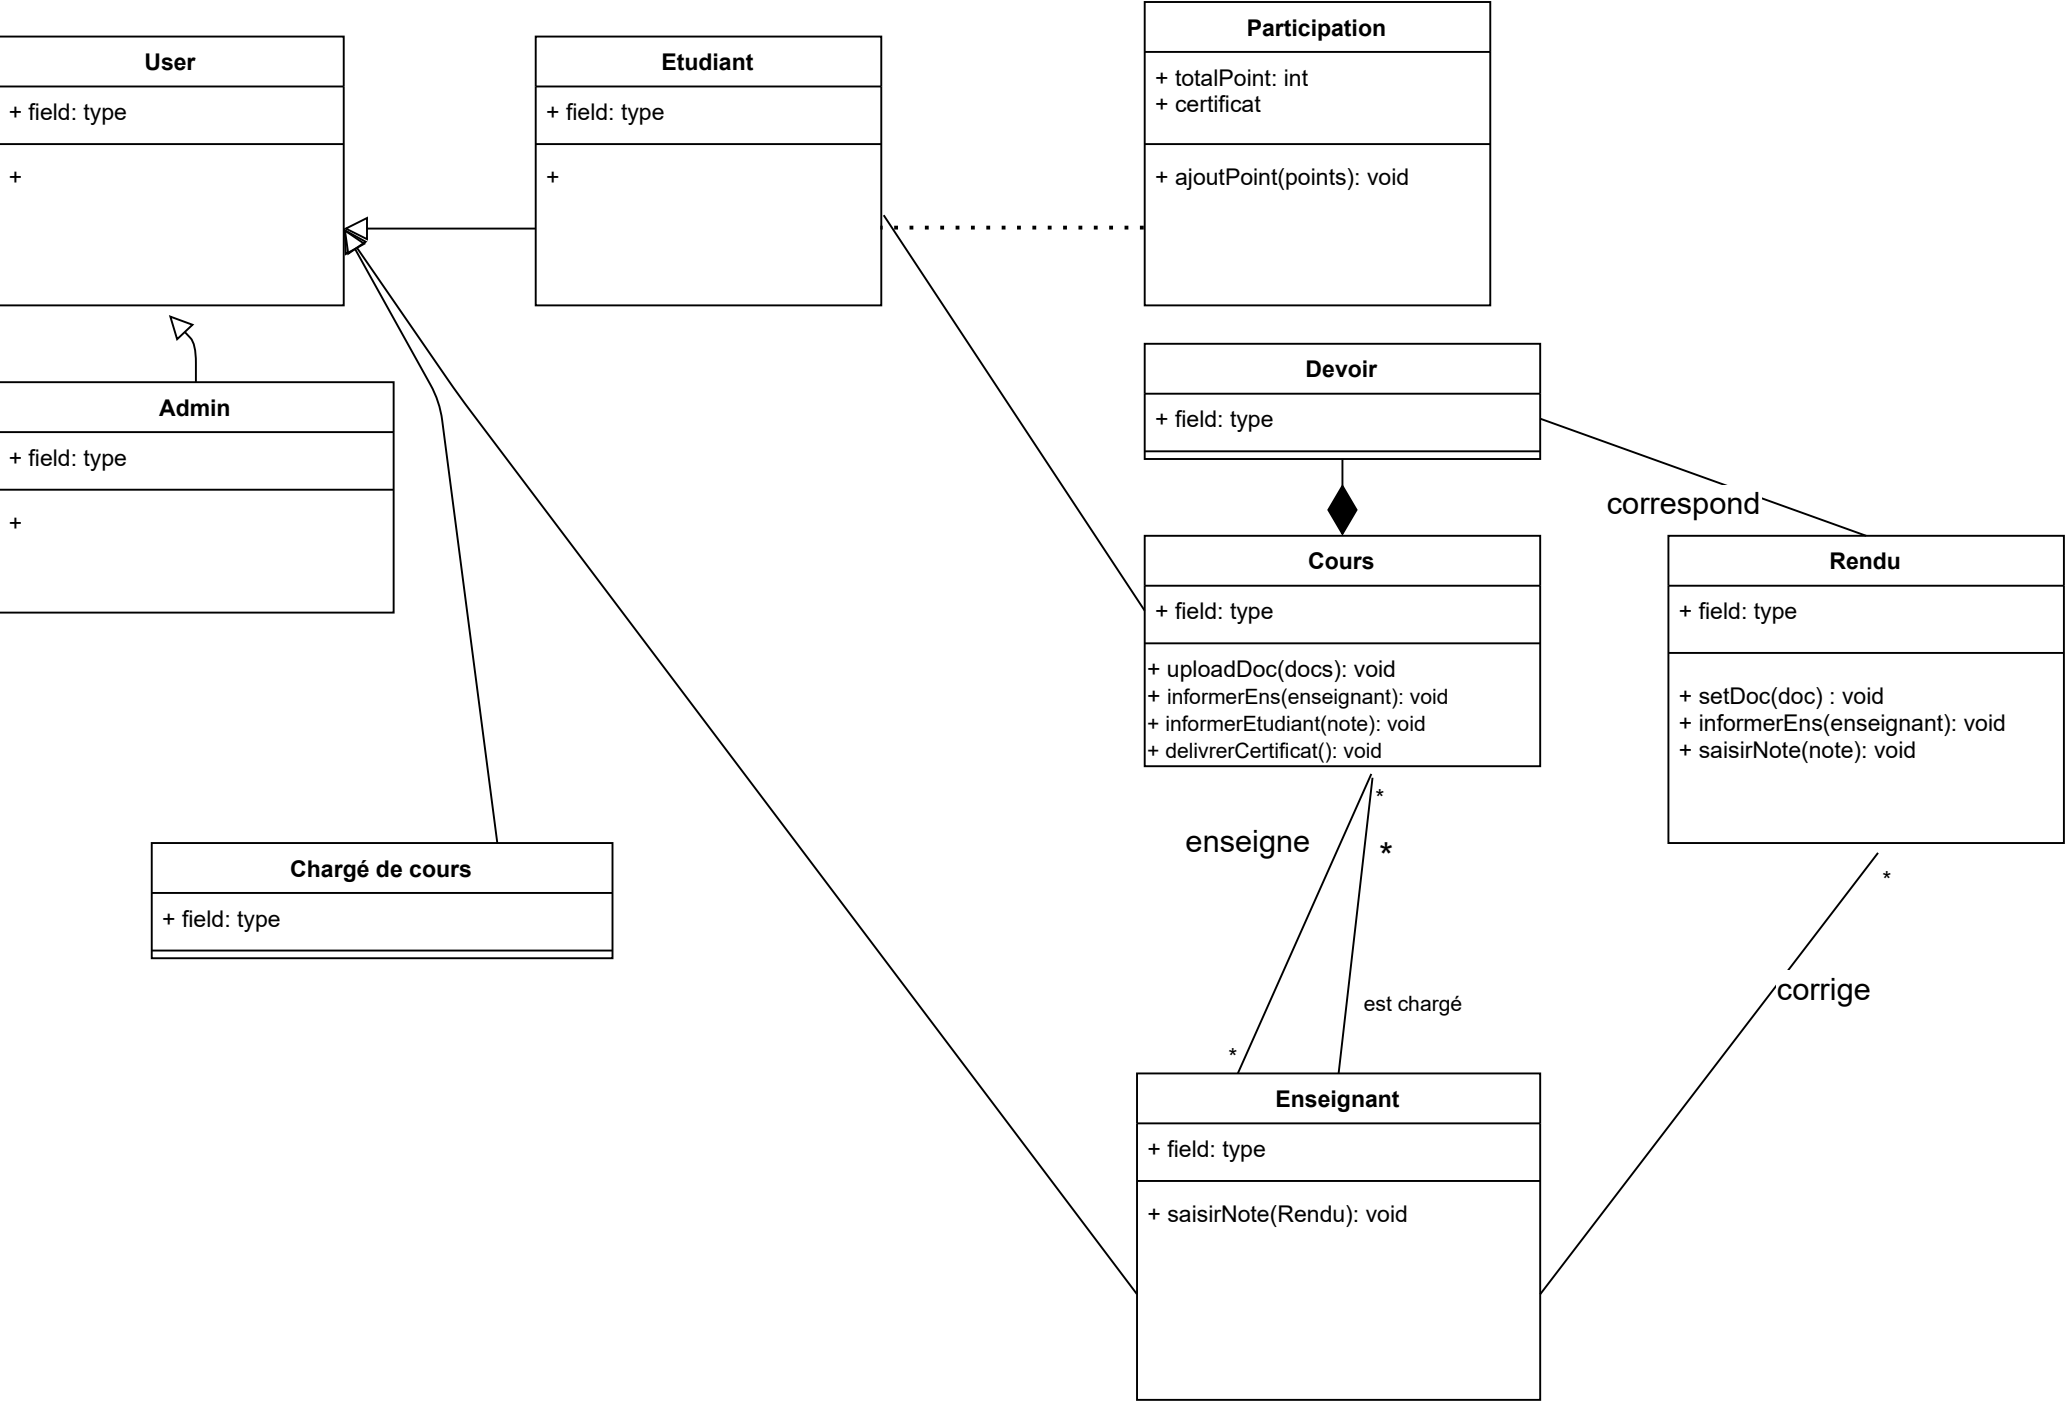 User
+ field: type
+
Etudiant
+ field: type
+
Participation
+ totalPoint: int
+ certificat
+ ajoutPoint(points): void
Admin
+ field: type
+
Devoir
+ field: type
correspond
Cours
+ field: type
+ uploadDoc(docs): void
+ informerEns(enseignant): void
+ informerEtudiant(note): void
+ delivrerCertificat(): void
Rendu
+ field: type
+ setDoc(doc) : void
+ informerEns(enseignant): void
+ saisirNote(note): void
*
enseigne
*
Chargé de cours
+ field: type
*
corrige
est chargé
*
Enseignant
+ field: type
+ saisirNote(Rendu): void